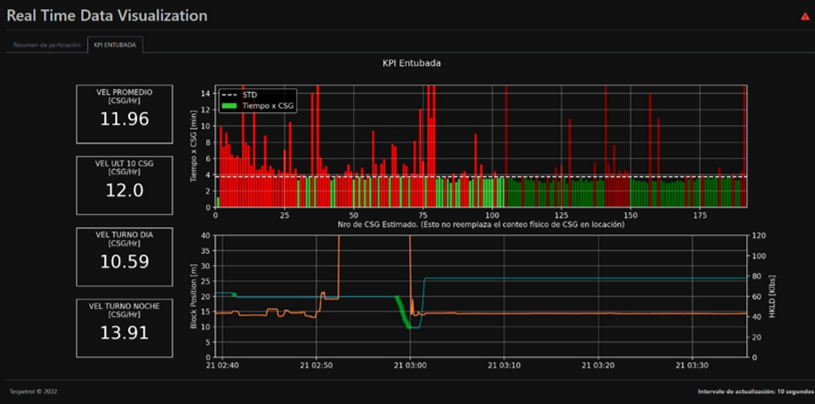 Real Time Data Visualization
Resumen de perforación
KPI ENTUBADA
KPI Entubada
VEL PROMEDIO
[CSG/Hr]
11.96
VEL ULT 10 CSG
[CSG/Hr]
12.0
VEL TURNO DIA
[CSG/Hr]
10.59
VEL TURNO NOCHE
[CSG/Hr]
13.91
Tiempo x CSG [min]
14
12
10
8
6
4
2
0
STD
Tiempo x CSG
0 25 50 75 100 125 150 175
Nro de CSG Estimado. (Esto no reemplaza el conteo físico de CSG en locación)
Block Position [m]
40
35
30
25
20
15
10
5
0
120
100
80
60
40
20
0
HKLD [Klbs]
21 02:40 21 02:50 21 03:00 21 03:10 21 03:20 21 03:30
Tecpetrol © 2022
Intervalo de actualización: 10 segundos